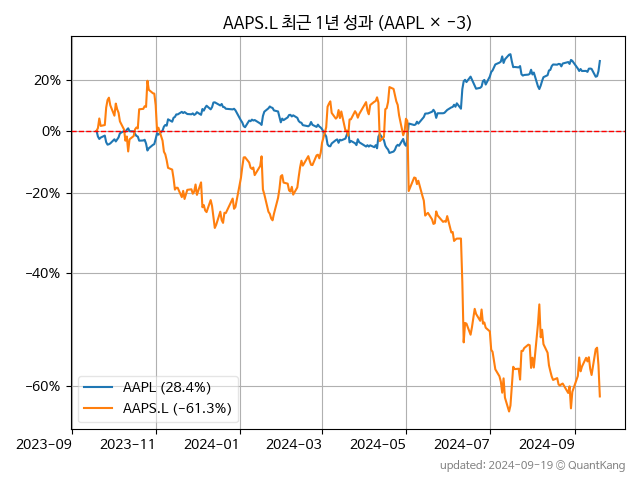 AAPS.L 최근 1년 성과 (AAPL × −3)
20%
0%
−20%
−40%
−60%
AAPL (28.4%)
AAPS.L (−61.3%)
2023-09 2023-11 2024-01 2024-03 2024-05 2024-07 2024-09
updated: 2024-09-19 @ QuantKang